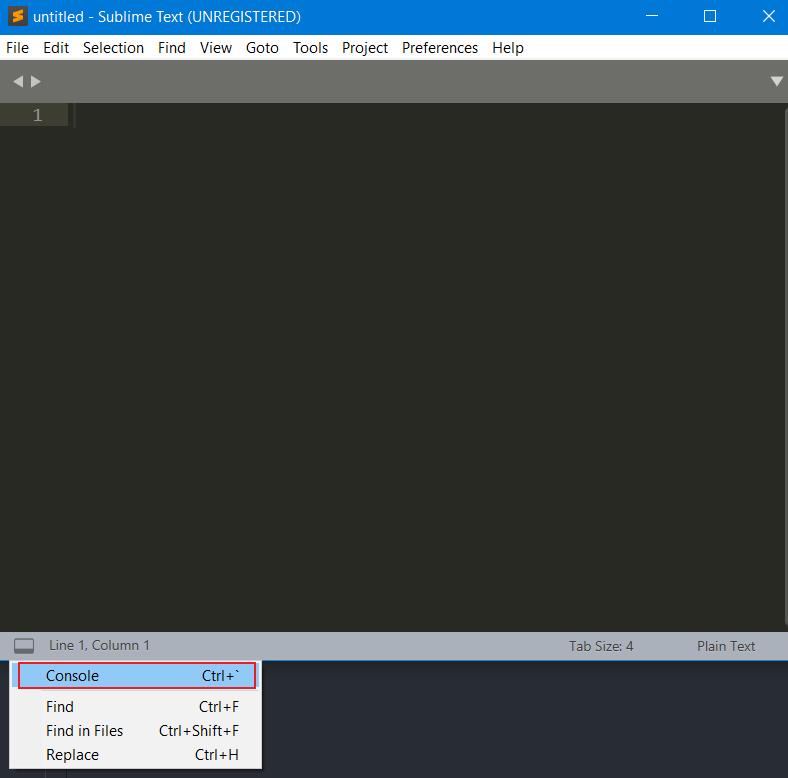 untitled - Sublime Text (UNREGISTERED)
File Edit Selection Find View Goto Tools Project Preferences Help
1
Line 1, Column 1 Tab Size: 4 Plain Text
Console Ctrl+`
Find Ctrl+F
Find in Files Ctrl+Shift+F
Replace Ctrl+H